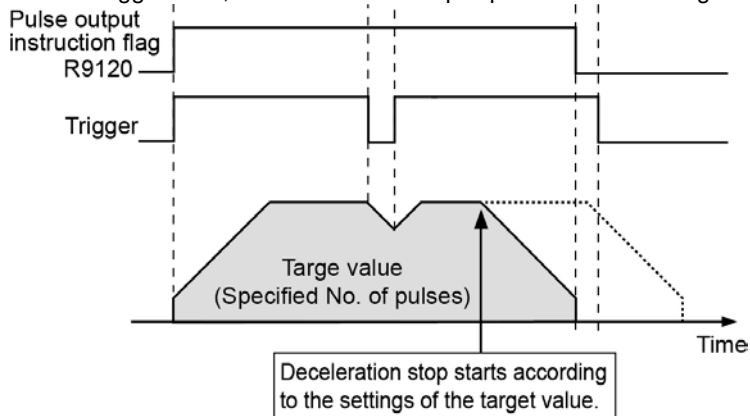 Pulse output
instruction flag
R9120
Trigger
Targe value
(Specified No. of pulses)
Time
Deceleration stop starts according
to the settings of the target value.